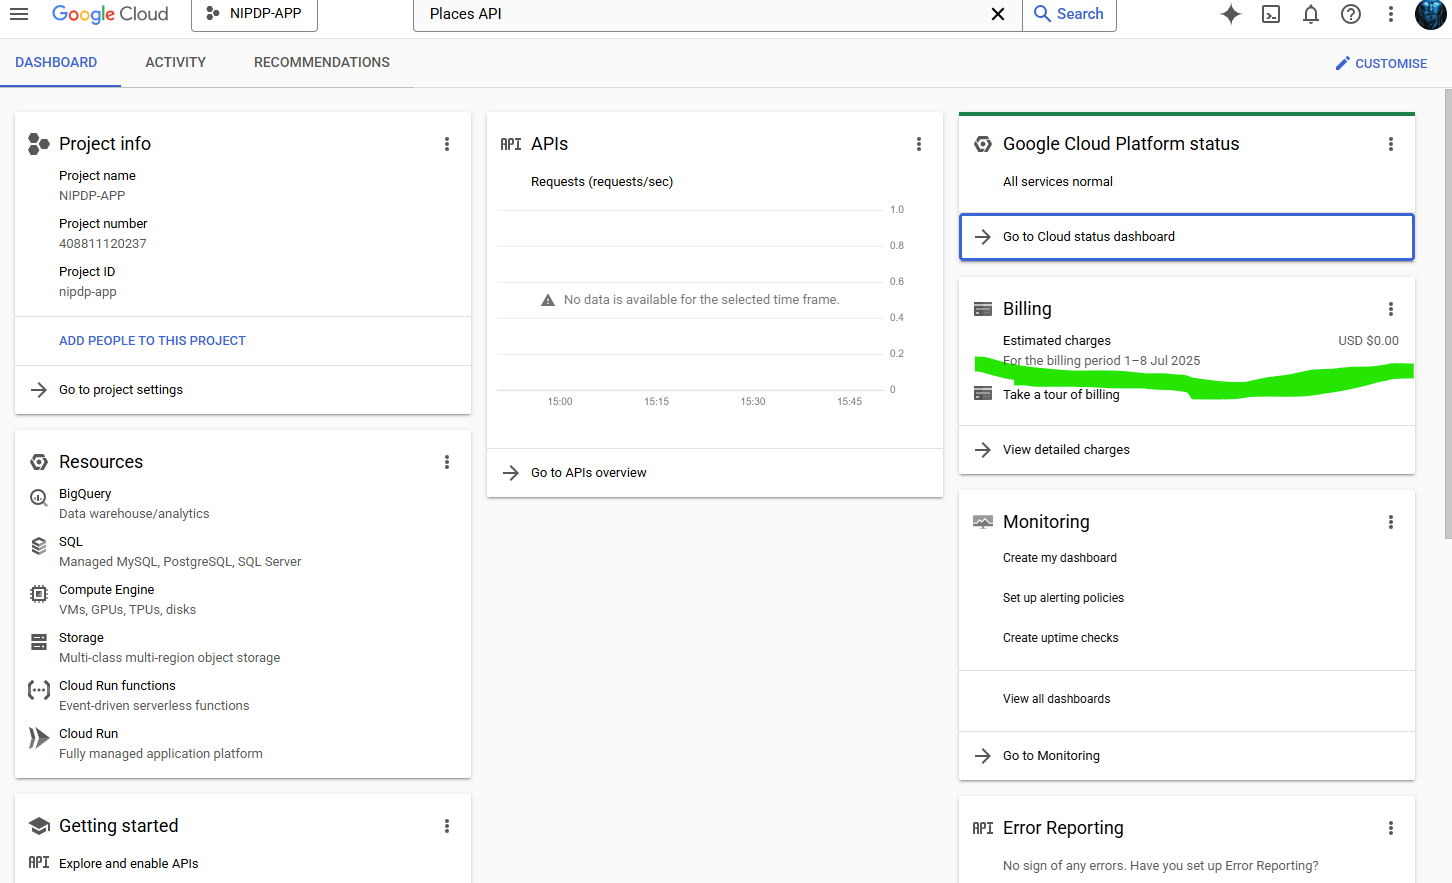 Google Cloud
NIPDP-APP
Places API
Search
DASHBOARD
ACTIVITY
RECOMMENDATIONS
CUSTOMISE
Project info
Project name
NIPDP-APP
Project number
408811120237
Project ID
nipdp-app
ADD PEOPLE TO THIS PROJECT
Go to project settings
Resources
BigQuery
Data warehouse/analytics
SQL
Managed MySQL, PostgreSQL, SQL Server
Compute Engine
VMs, GPUs, TPUs, disks
Storage
Multi-class multi-region object storage
Cloud Run functions
Event-driven serverless functions
Cloud Run
Fully managed application platform
Getting started
API Explore and enable APIs
API APIs
Requests (requests/sec)
1.0
0.8
0.6
No data is available for the selected time frame.
0.4
0.2
0
15:00 15:15 15:30 15:45
Go to APIs overview
Google Cloud Platform status
All services normal
Go to Cloud status dashboard
Billing
Estimated charges USD $0.00
For the billing period 1–8 Jul 2025
Take a tour of billing
View detailed charges
Monitoring
Create my dashboard
Set up alerting policies
Create uptime checks
View all dashboards
Go to Monitoring
API Error Reporting
No sign of any errors. Have you set up Error Reporting?